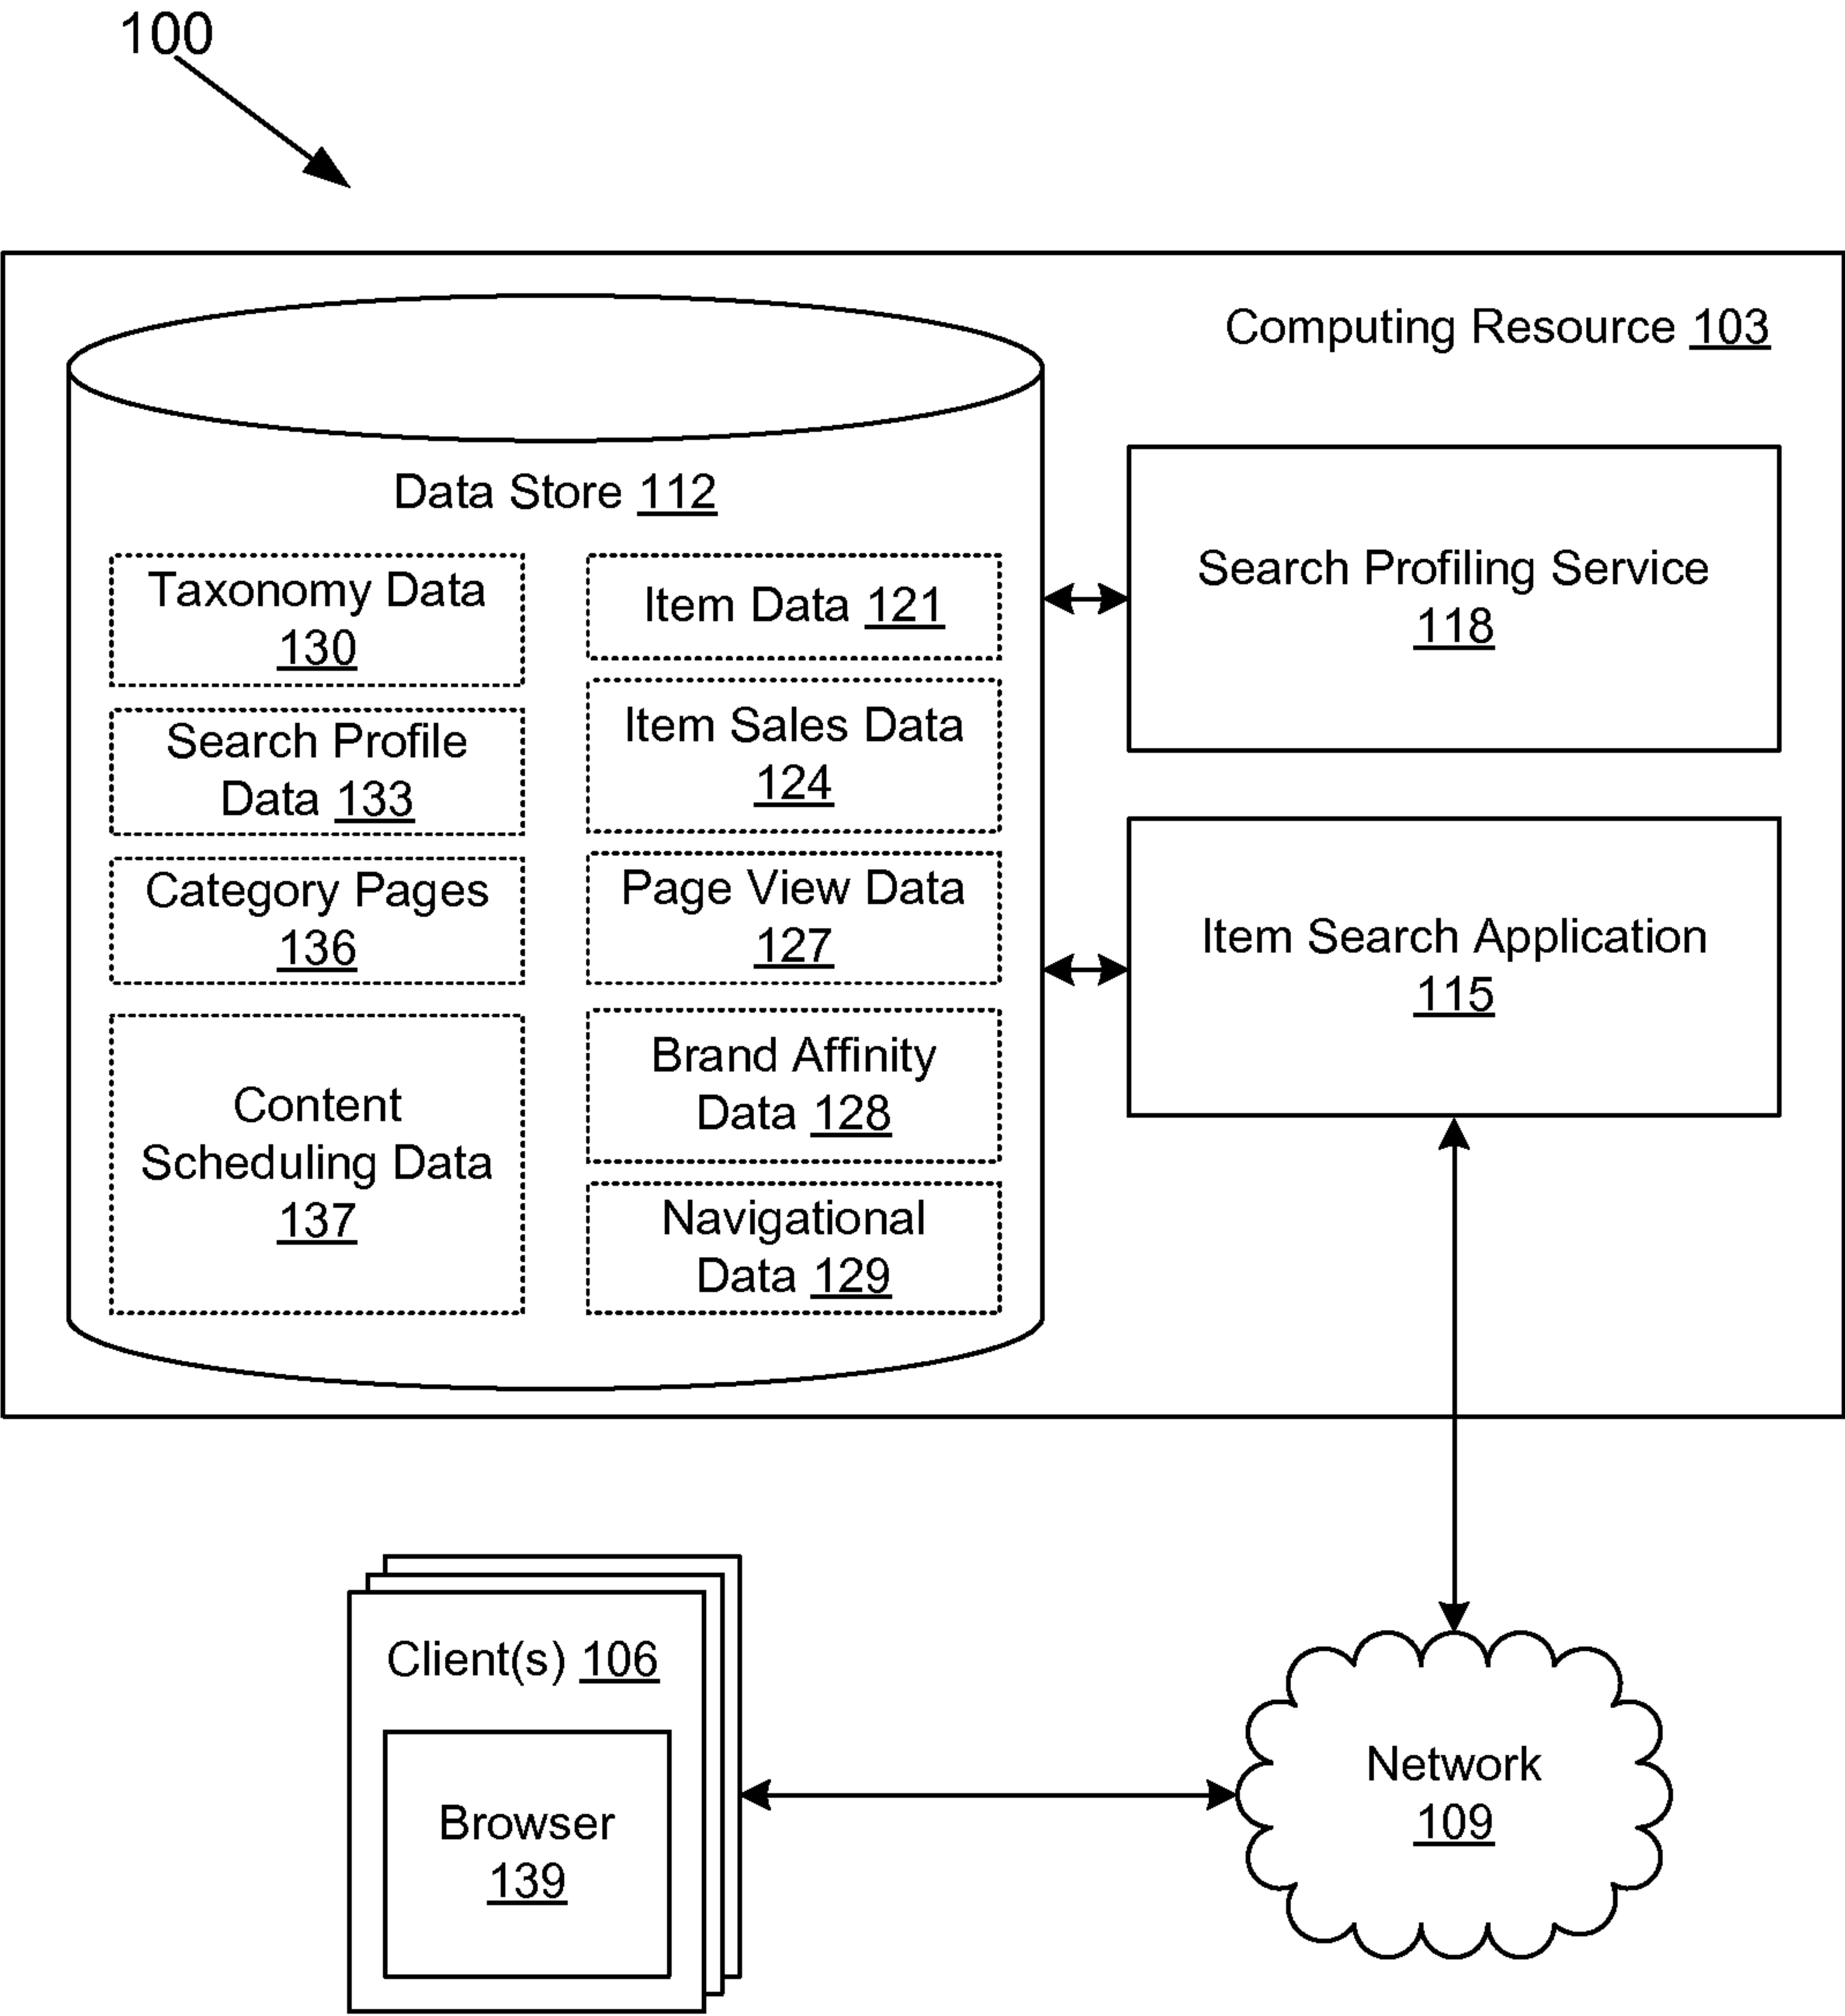 100
Computing Resource 103
Data Store 112
Taxonomy Data
130
Search Profile
Data 133
Category Pages
136
Content
Scheduling Data
137
Item Data 121
Item Sales Data
124
Page View Data
127
Brand Affinity
Data 128
Navigational
Data 129
Search Profiling Service
118
Item Search Application
115
Client(s) 106
Browser
139
Network
109